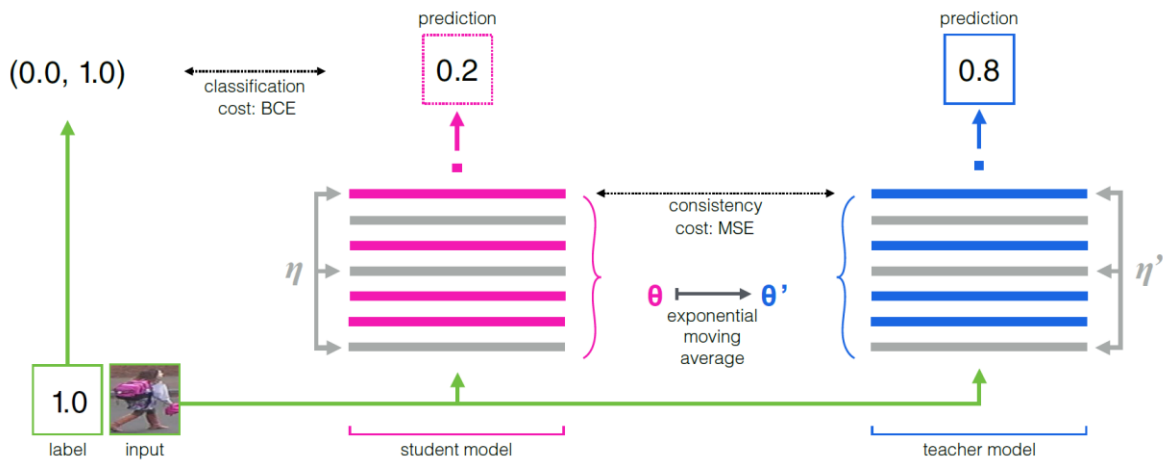 prediction
prediction
(0.0, 1.0)
classification
cost: BCE
0.2
0.8
consistency
cost: MSE
η
θ
θ’
η’
exponential
moving
average
1.0
label
input
student model
teacher model